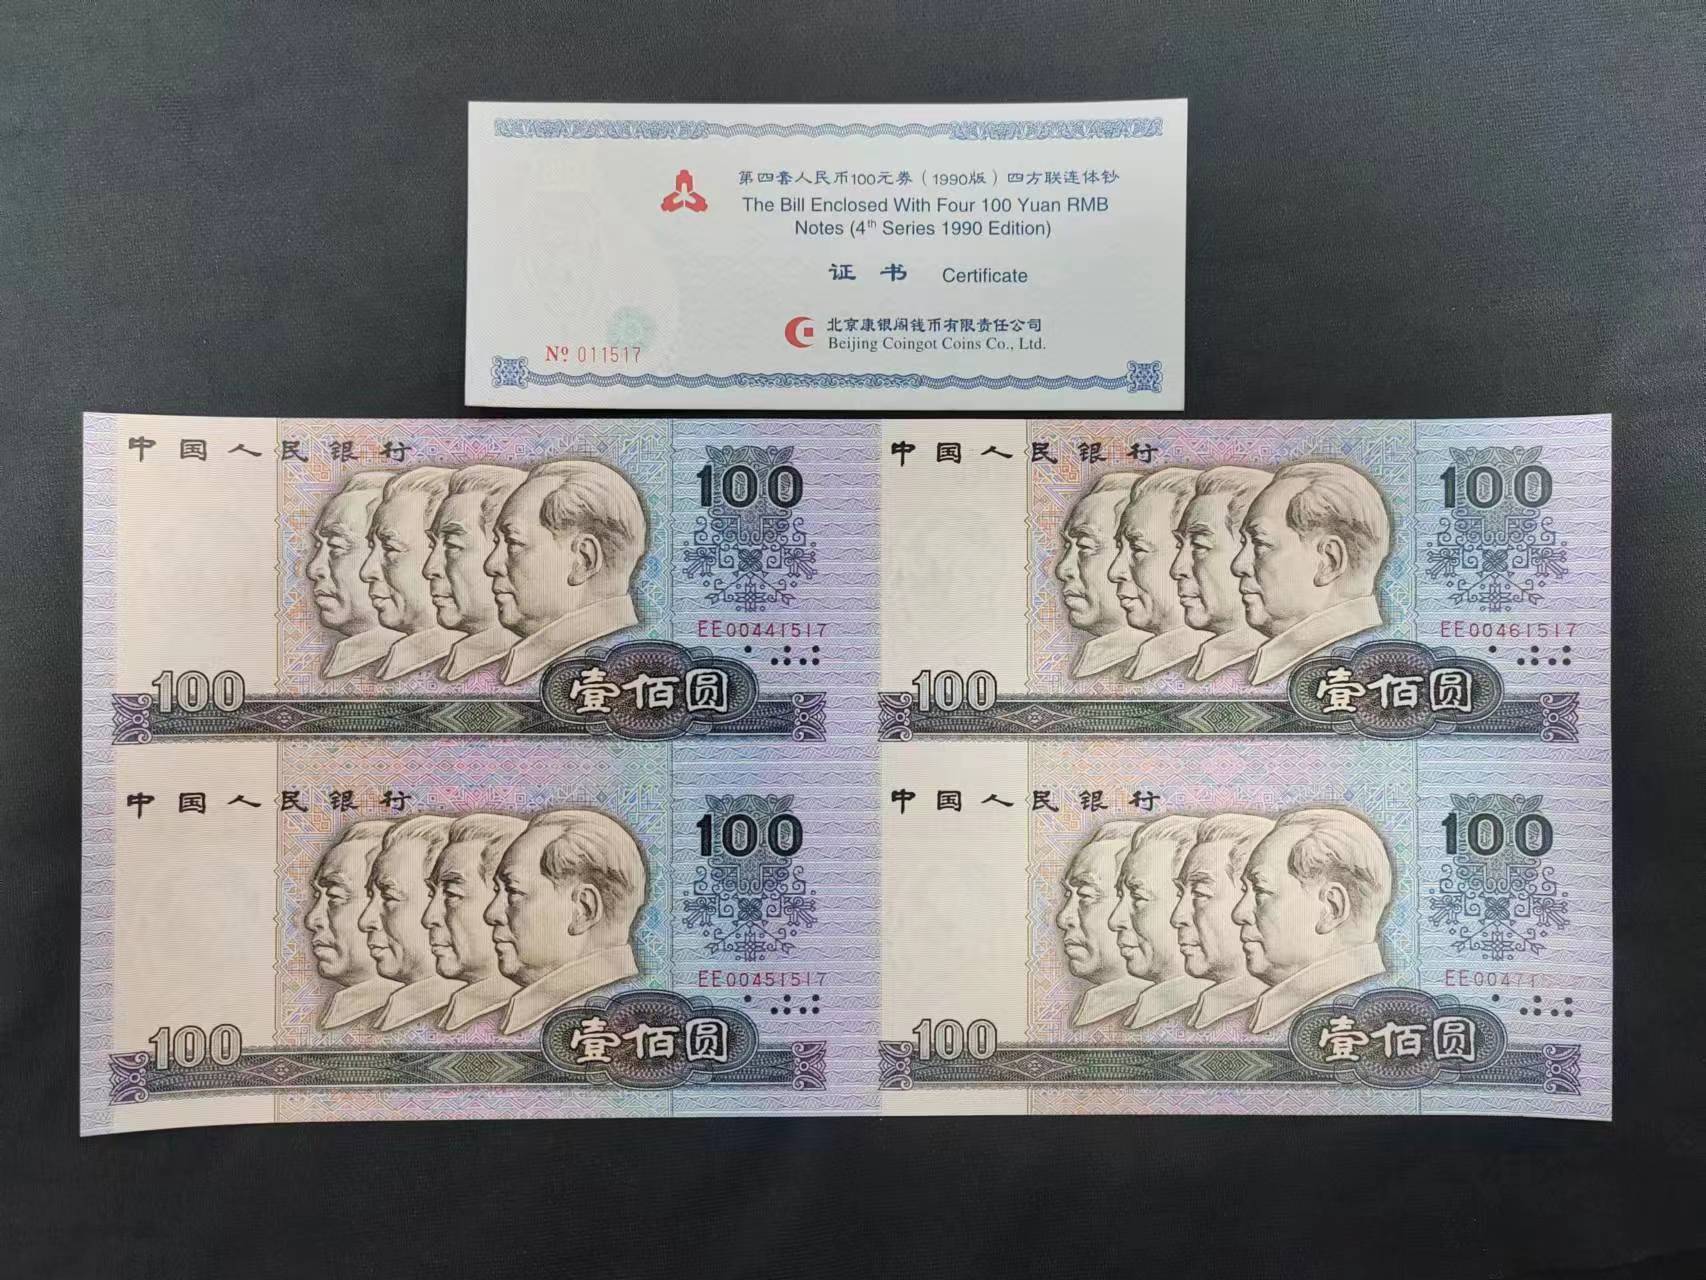 第四套人民币100元券（1990版）四方联连体钞
The Bill Enclosed With Four 100 Yuan RMB
Notes (4th Series 1990 Edition)
证书 Certificate
北京康银阁钱币有限责任公司
Beijing Coingot Coins Co., Ltd.
Nº 011517
中国人民银行
100
EE00441517
100
壹佰圆
中国人民银行
100
EE00461517
100
壹佰圆
中国人民银行
100
EE00451517
100
壹佰圆
中国人民银行
100
100
壹佰圆